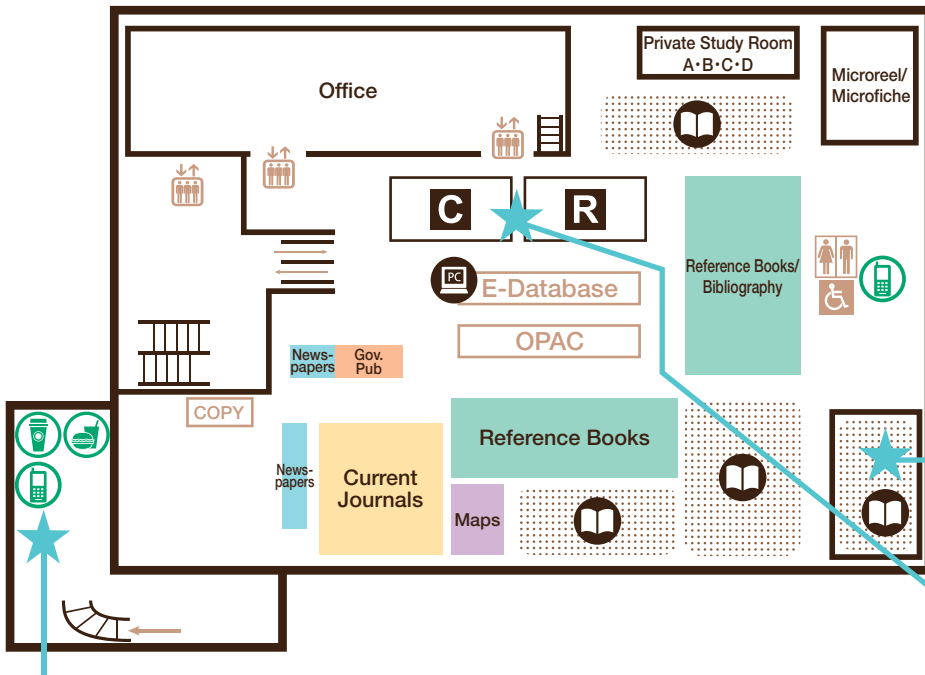 Office
Private Study Room
A・B・C・D
Microreel/
Microfiche
C
R
Reference Books/
Bibliography
PC
E-Database
OPAC
News-
papers
Gov.
Pub
COPY
Reference Books
News-
papers
Current
Journals
Maps